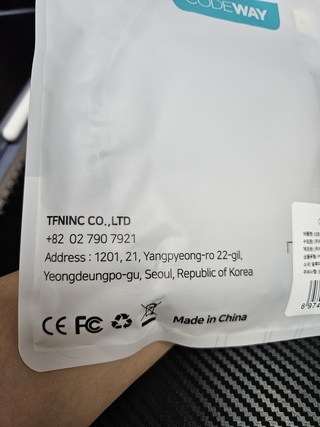 CODEWAY
TFNINC CO.,LTD
+82 02 790 7921
Address : 1201, 21, Yangpyeong-ro 22-gil,
Yeongdeungpo-gu, Seoul, Republic of Korea
CE FC Made in China